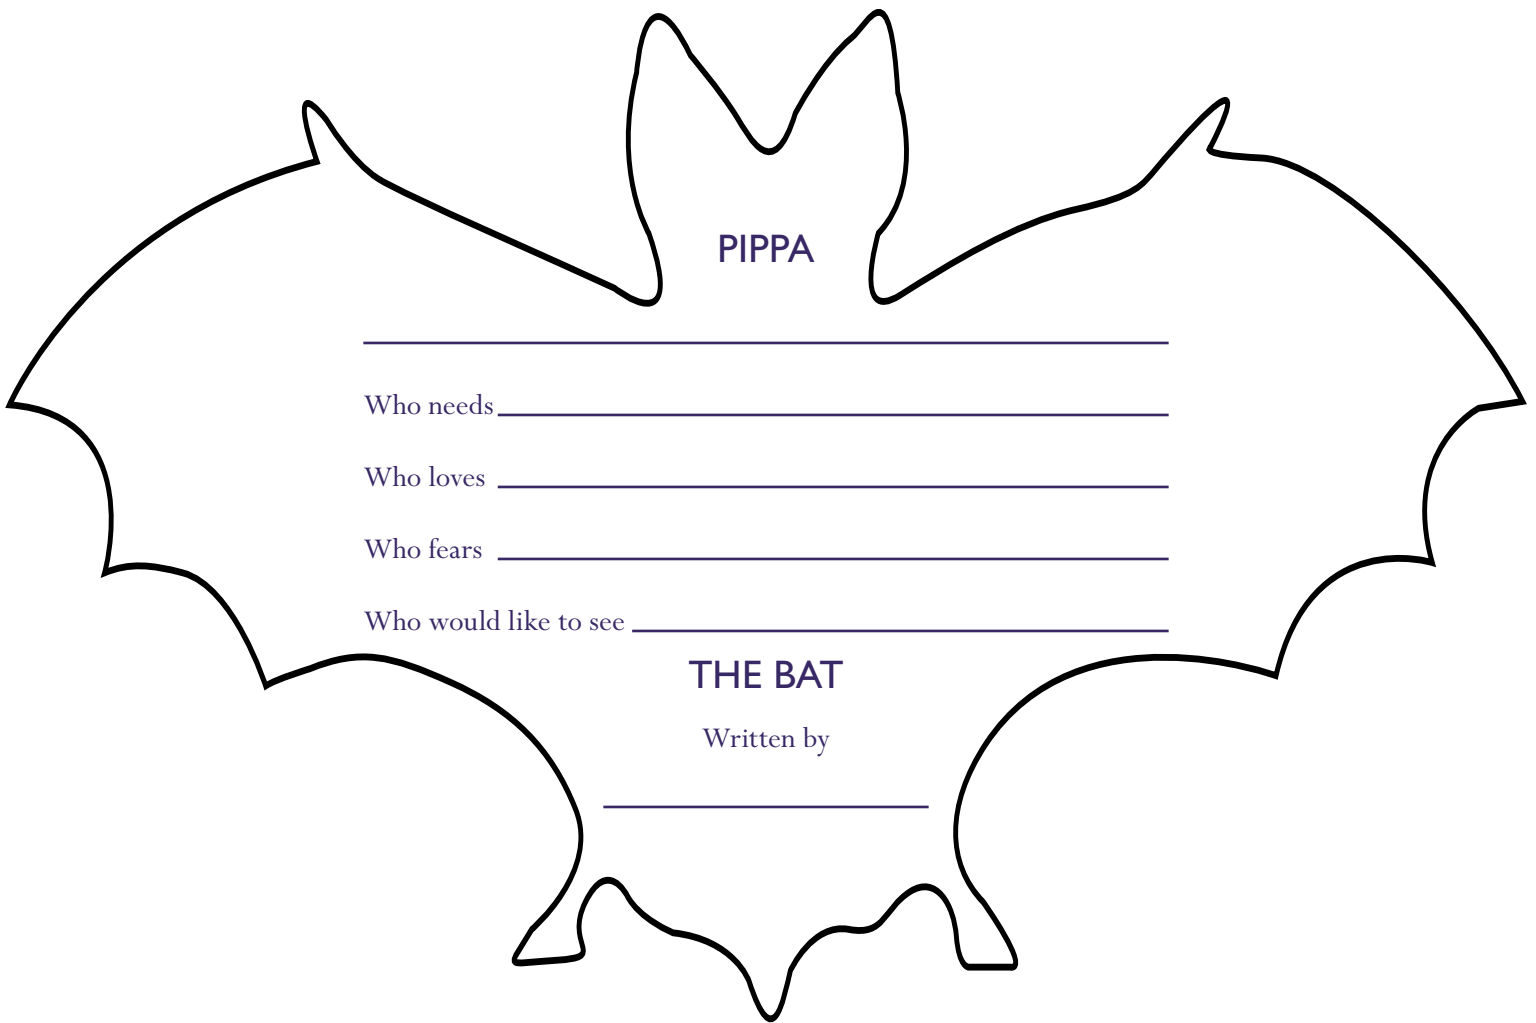 PIPPA
Who needs
Who loves
Who fears
Who would like to see
THE BAT
Written by